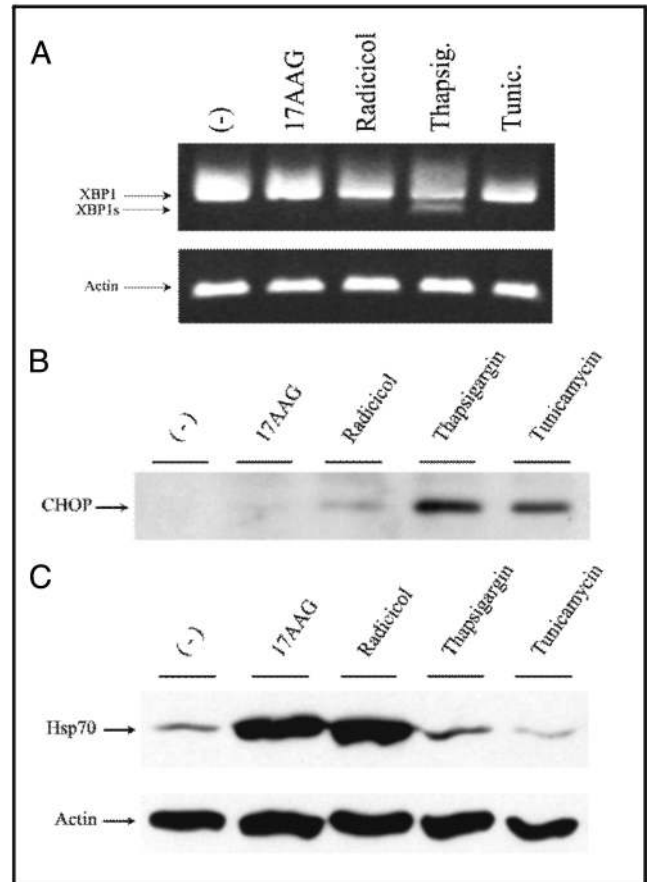 A
(-) 17AAG Radicicol Thapsig. Tunic.
XBP1
XBP1s
Actin
B
(-) 17AAG Radicicol Thapsigargin Tunicamycin
CHOP
C
(-) 17AAG Radicicol Thapsigargin Tunicamycin
Hsp70
Actin